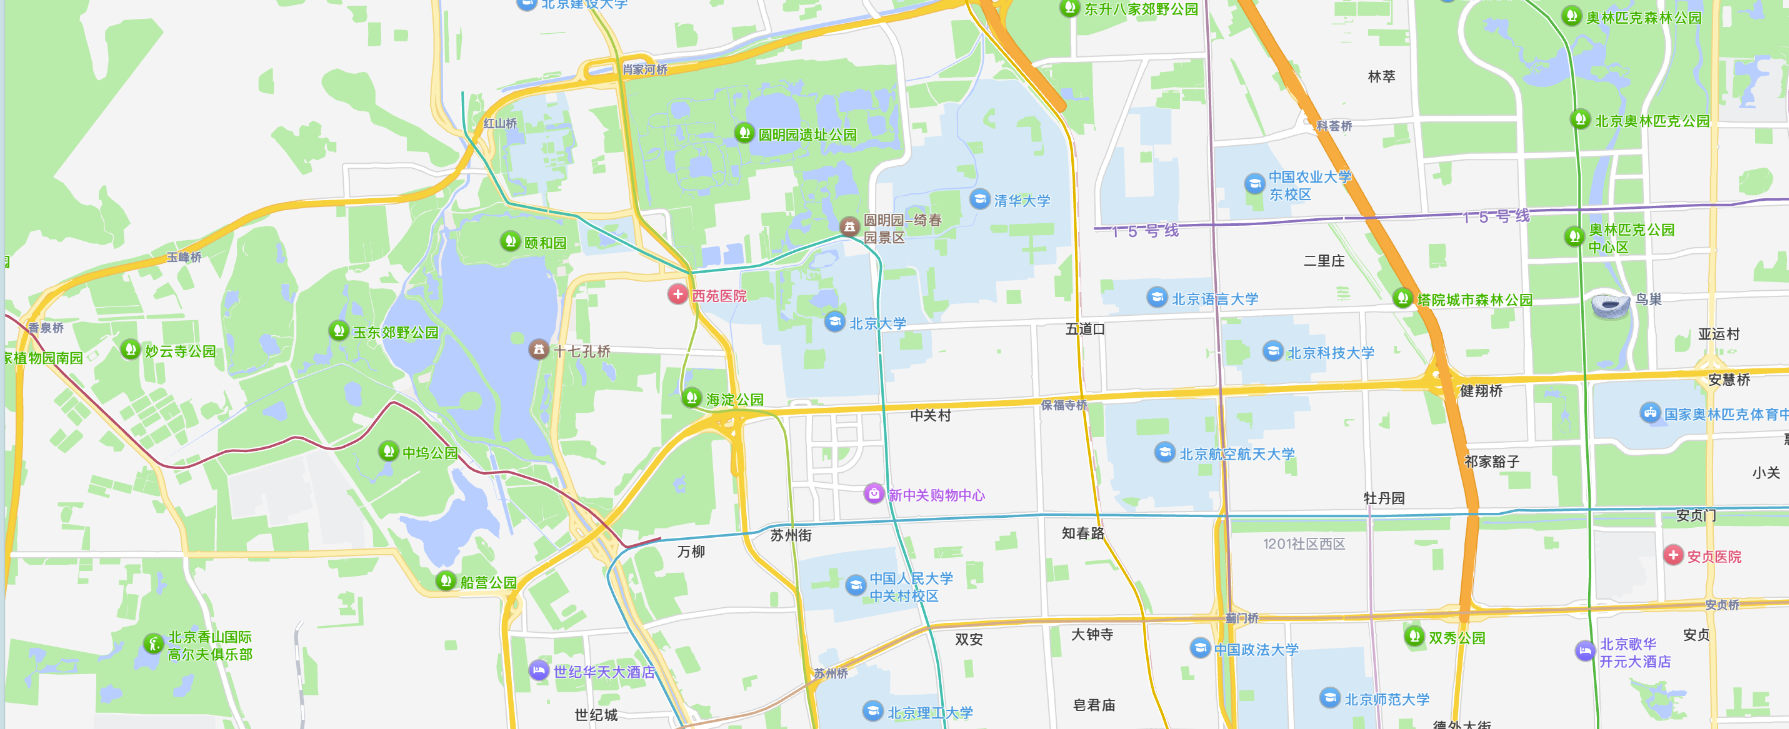 北京建设大学
东升八家郊野公园
奥林匹克森林公园
肖家河桥
林萃
红山桥
圆明园遗址公园
科荟桥
北京奥林匹克公园
中国农业大学
东校区
清华大学
圆明园-绮春
园景区
15号线
15号线
颐和园
奥林匹克公园
中心区
玉峰桥
二里庄
西苑医院
北京语言大学
塔院城市森林公园
鸟巢
香泉桥
玉东郊野公园
北京大学
五道口
亚运村
家植物园南园
妙云寺公园
十七孔桥
北京科技大学
安慧桥
海淀公园
中关村
保福寺桥
健翔桥
国家奥林匹克体育中
中坞公园
北京航空航天大学
祁家豁子
小关
新中关购物中心
牡丹园
安贞门
苏州街
知春路
万柳
1201社区西区
安贞医院
船营公园
中国人民大学
中关村校区
安贞桥
蓟门桥
北京香山国际
高尔夫俱乐部
双安
大钟寺
双秀公园
安贞
中国政法大学
北京歌华
开元大酒店
世纪华天大酒店
苏州桥
北京师范大学
世纪城
北京理工大学
皂君庙
德外大街